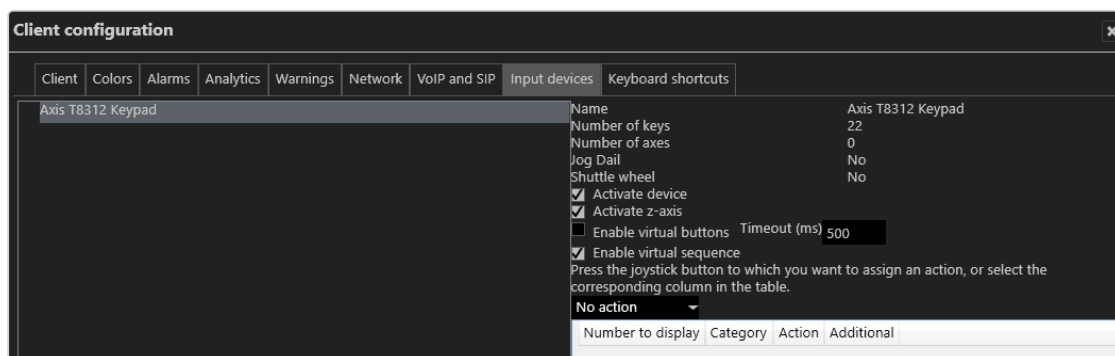 Client configuration
Client Colors Alarms Analytics Warnings Network VoIP and SIP Input devices Keyboard shortcuts
Axis T8312 Keypad
Name Axis T8312 Keypad
Number of keys 22
Number of axes 0
Jog Dail No
Shuttle wheel No
Activate device
Activate z-axis
Enable virtual buttons Timeout (ms) 500
Enable virtual sequence
Press the joystick button to which you want to assign an action, or select the
corresponding column in the table.
No action
Number to display Category Action Additional